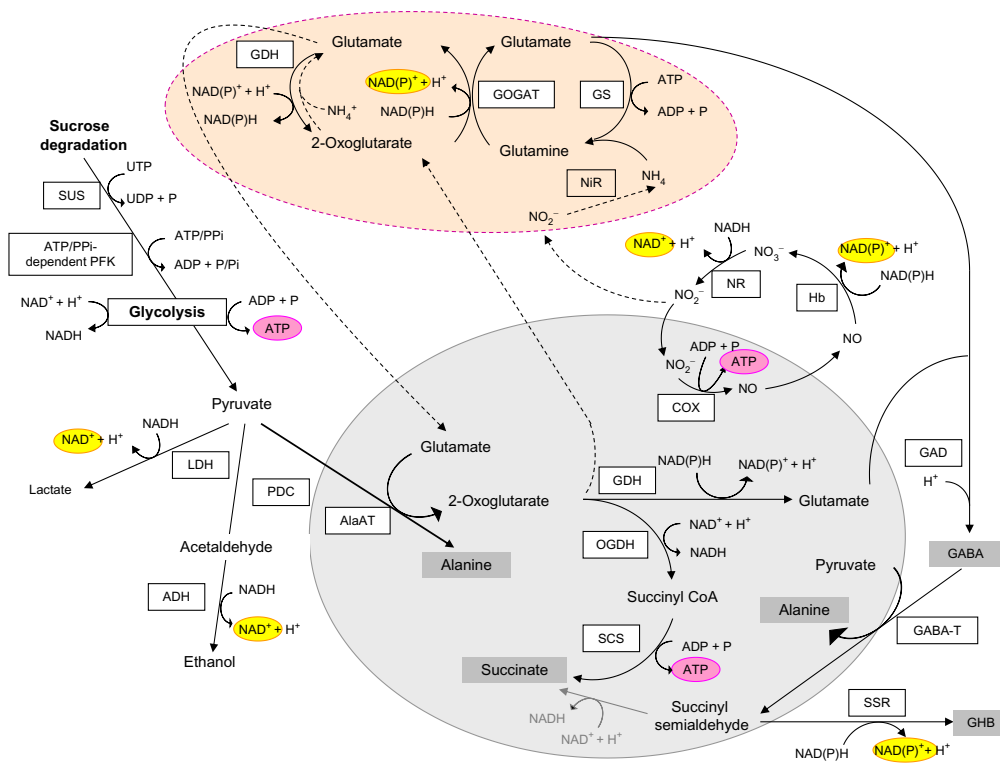 Glutamate
Glutamate
GDH
NAD(P)⁺ + H⁺
ATP
NAD(P)⁺ + H⁺
GOGAT
GS
NH₄⁺
NAD(P)H
ADP + P
NAD(P)H
2-Oxoglutarate
Glutamine
NiR
NH₄
NO₂⁻
Sucrose
degradation
UTP
SUS
UDP + P
ATP/PPi-
dependent PFK
ATP/PPi
ADP + P/Pi
NAD⁺ + H⁺
Glycolysis
ADP + P
NADH
ATP
NADH
NAD⁺ + H⁺
NO₃⁻
NAD(P)⁺ + H⁺
NAD(P)H
NR
Hb
NO₂⁻
NO
ADP + P
NO₂⁻
ATP
NO
COX
Pyruvate
NADH
NAD⁺ + H⁺
LDH
Lactate
PDC
Glutamate
AlaAT
2-Oxoglutarate
Alanine
GDH
NAD(P)H
NAD(P)⁺ + H⁺
Glutamate
GAD
H⁺
GABA
OGDH
NAD⁺ + H⁺
NADH
Acetaldehyde
ADH
NADH
NAD⁺ + H⁺
Ethanol
Succinyl CoA
Pyruvate
Alanine
GABA-T
SCS
ADP + P
ATP
Succinate
NADH
NAD⁺ + H⁺
Succinyl
semialdehyde
SSR
GHB
NAD(P)H
NAD(P)⁺ + H⁺